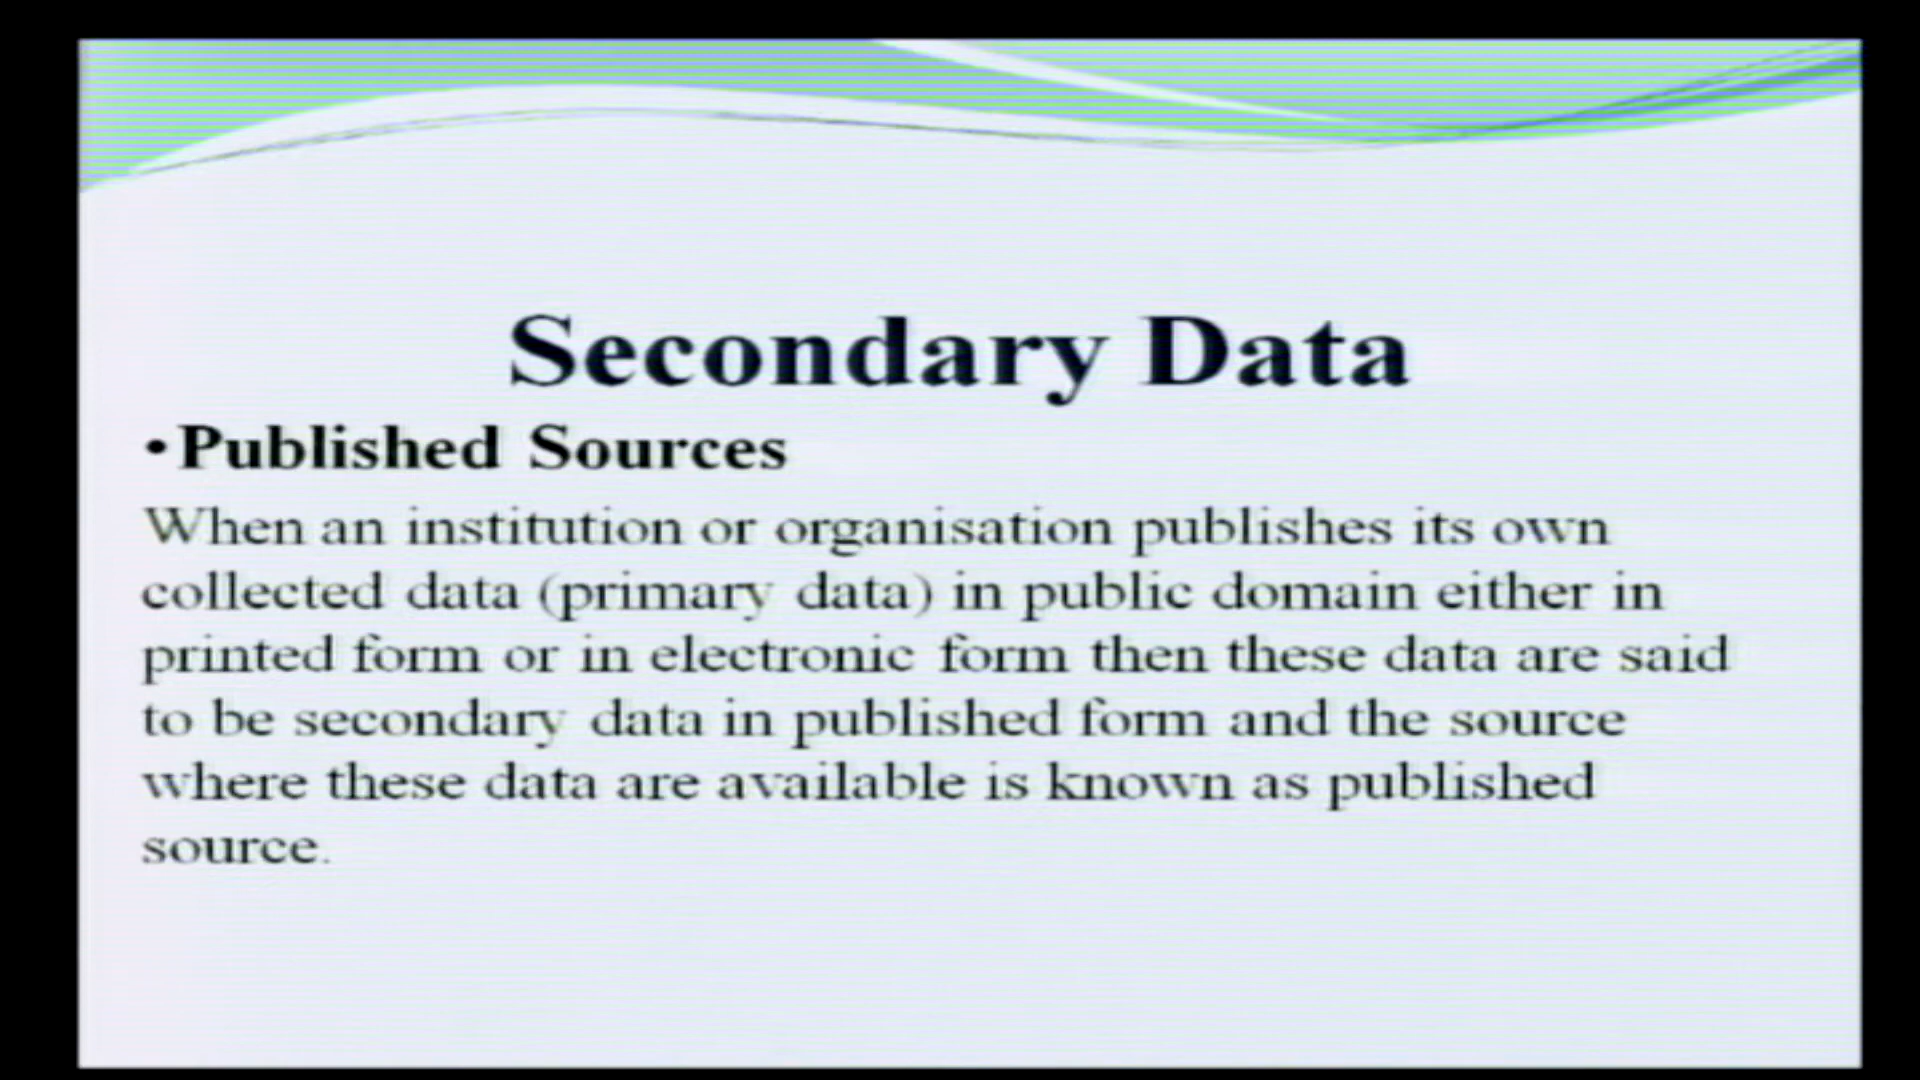 Secondary Data
•Published Sources
When an institution or organisation publishes its own
collected data (primary data) in public domain either in
printed form or in electronic form then these data are said
to be secondary data in published form and the source
where these data are available is known as published
source.